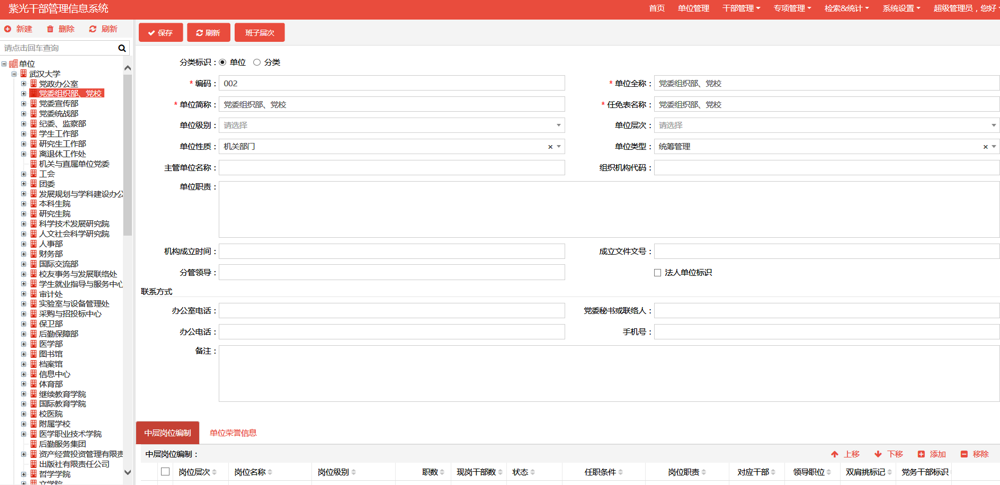 紫光干部管理信息系统
首页 单位管理 干部管理 专项管理 检索&统计 系统设置 超级管理员，您好
新建 删除 刷新
保存 刷新 班子届次
请点击回车查询
单位
武汉大学
党政办公室
党委组织部、党校
党委宣传部
党委统战部
纪委、监察部
学生工作部
研究生工作部
离退休工作处
机关与直属单位党委
工会
团委
发展规划与学科建设办公
本科生院
研究生院
科学技术发展研究院
人文社会科学研究院
人事部
财务部
国际交流部
校友事务与发展联络处
学生就业指导与服务中心
审计处
实验室与设备管理处
采购与招投标中心
保卫部
后勤保障部
医学部
图书馆
档案馆
信息中心
体育部
继续教育学院
国际教育学院
校医院
附属学校
医学职业技术学院
后勤服务集团
资产经营投资管理有限责
出版社有限责任公司
哲学学院
文学院
分类标识： 单位 分类
* 编码： 002 * 单位全称： 党委组织部、党校
* 单位简称： 党委组织部、党校 * 任免表名称： 党委组织部、党校
单位级别： 请选择 单位层次： 请选择
单位性质： 机关部门 × 单位类型： 统筹管理 ×
主管单位名称： 组织机构代码：
单位职责：
机构成立时间： 成立文件文号：
分管领导： 法人单位标识
联系方式
办公室电话： 党委秘书或联络人：
办公电话： 手机号：
备注：
中层岗位编制 单位荣誉信息
中层岗位编制： 上移 下移 添加 移除
岗位层次 岗位名称 岗位级别 职数 现岗干部数 状态 任职条件 岗位职责 对应干部 领导职位 双肩挑标记 党务干部标识